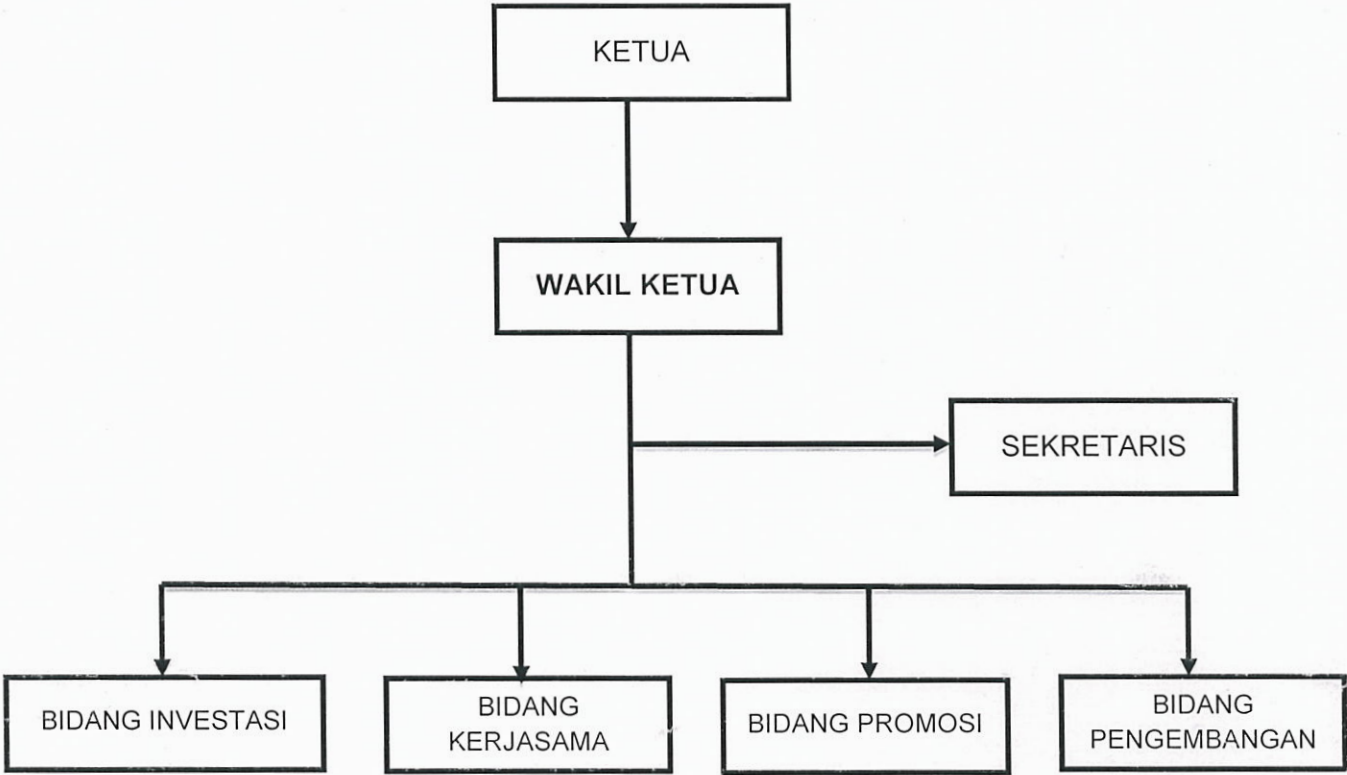 KETUA
WAKIL KETUA
SEKRETARIS
BIDANG INVESTASI
BIDANG
KERJASAMA
BIDANG PROMOSI
BIDANG
PENGEMBANGAN